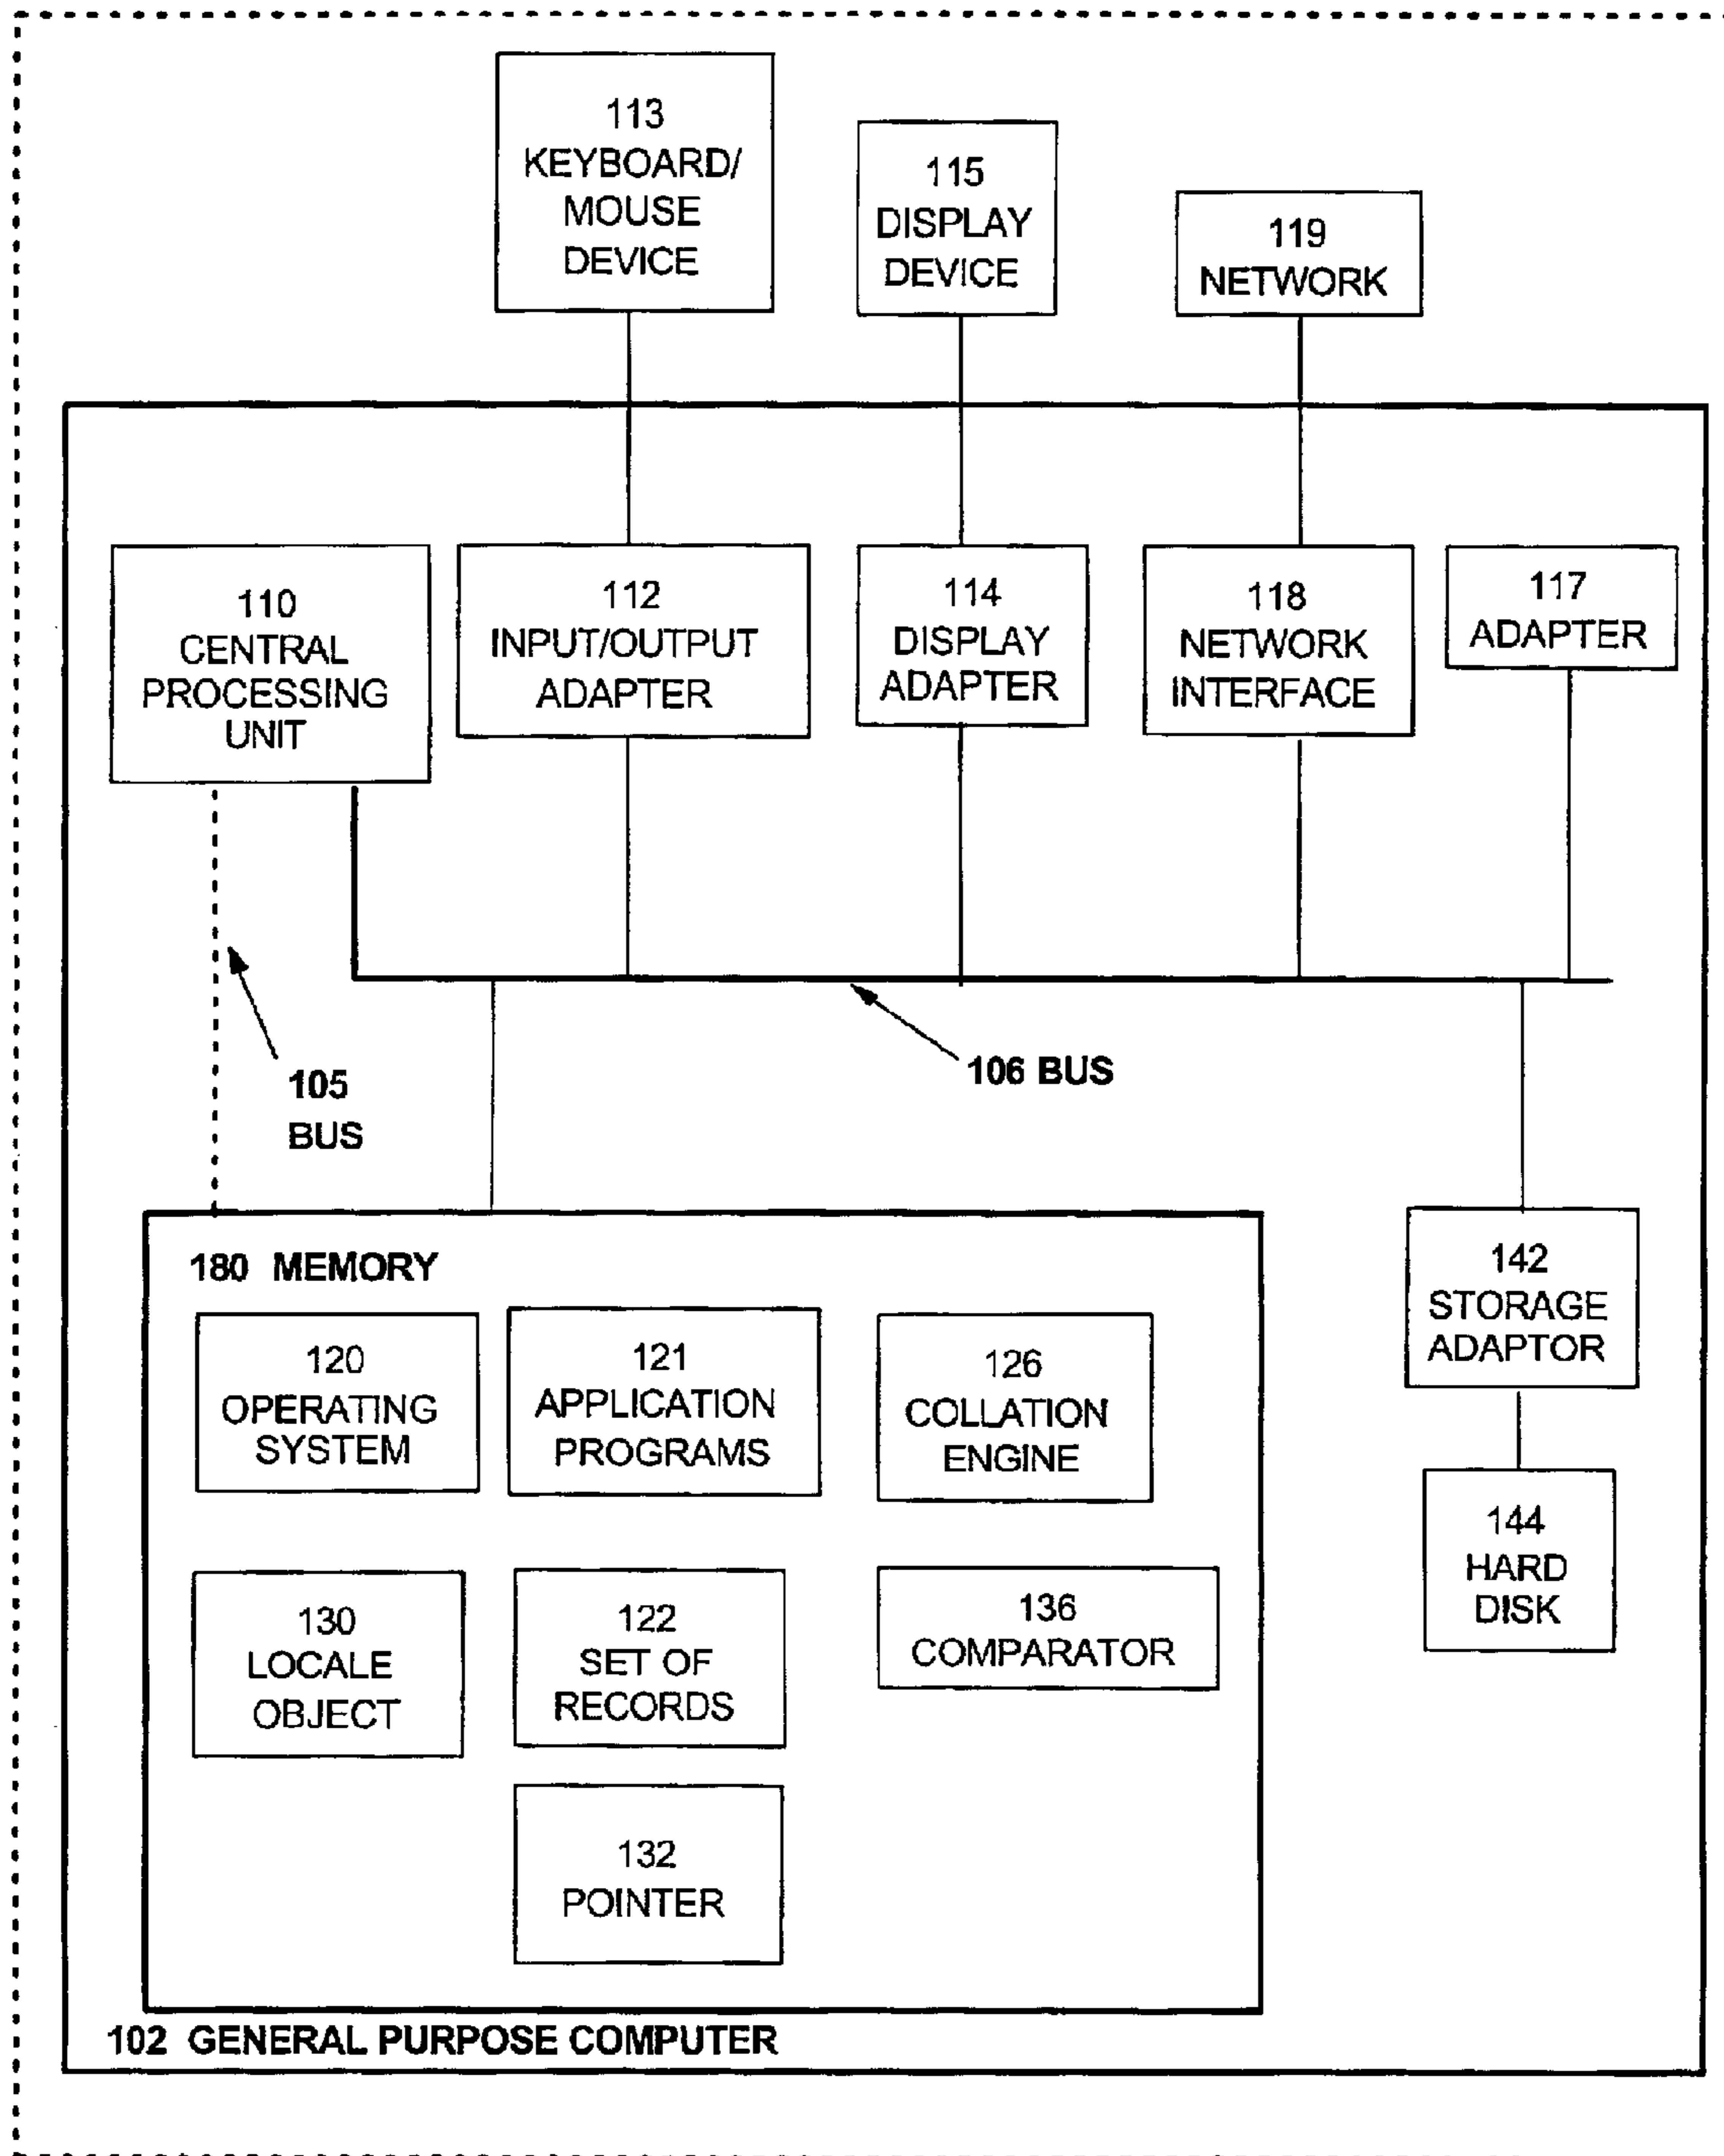 113
KEYBOARD/
MOUSE
DEVICE
115
DISPLAY
DEVICE
119
NETWORK
110
CENTRAL
PROCESSING
UNIT
112
INPUT/OUTPUT
ADAPTER
114
DISPLAY
ADAPTER
118
NETWORK
INTERFACE
117
ADAPTER
105
BUS
106 BUS
180 MEMORY
120
OPERATING
SYSTEM
121
APPLICATION
PROGRAMS
126
COLLATION
ENGINE
130
LOCALE
OBJECT
122
SET OF
RECORDS
136
COMPARATOR
132
POINTER
142
STORAGE
ADAPTOR
144
HARD
DISK
102 GENERAL PURPOSE COMPUTER